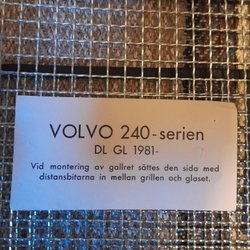 VOLVO 240-serien
DL GL 1981-
Vid montering av gallret sättes den sida med
distansbitarna in mellan grillen och glaset.